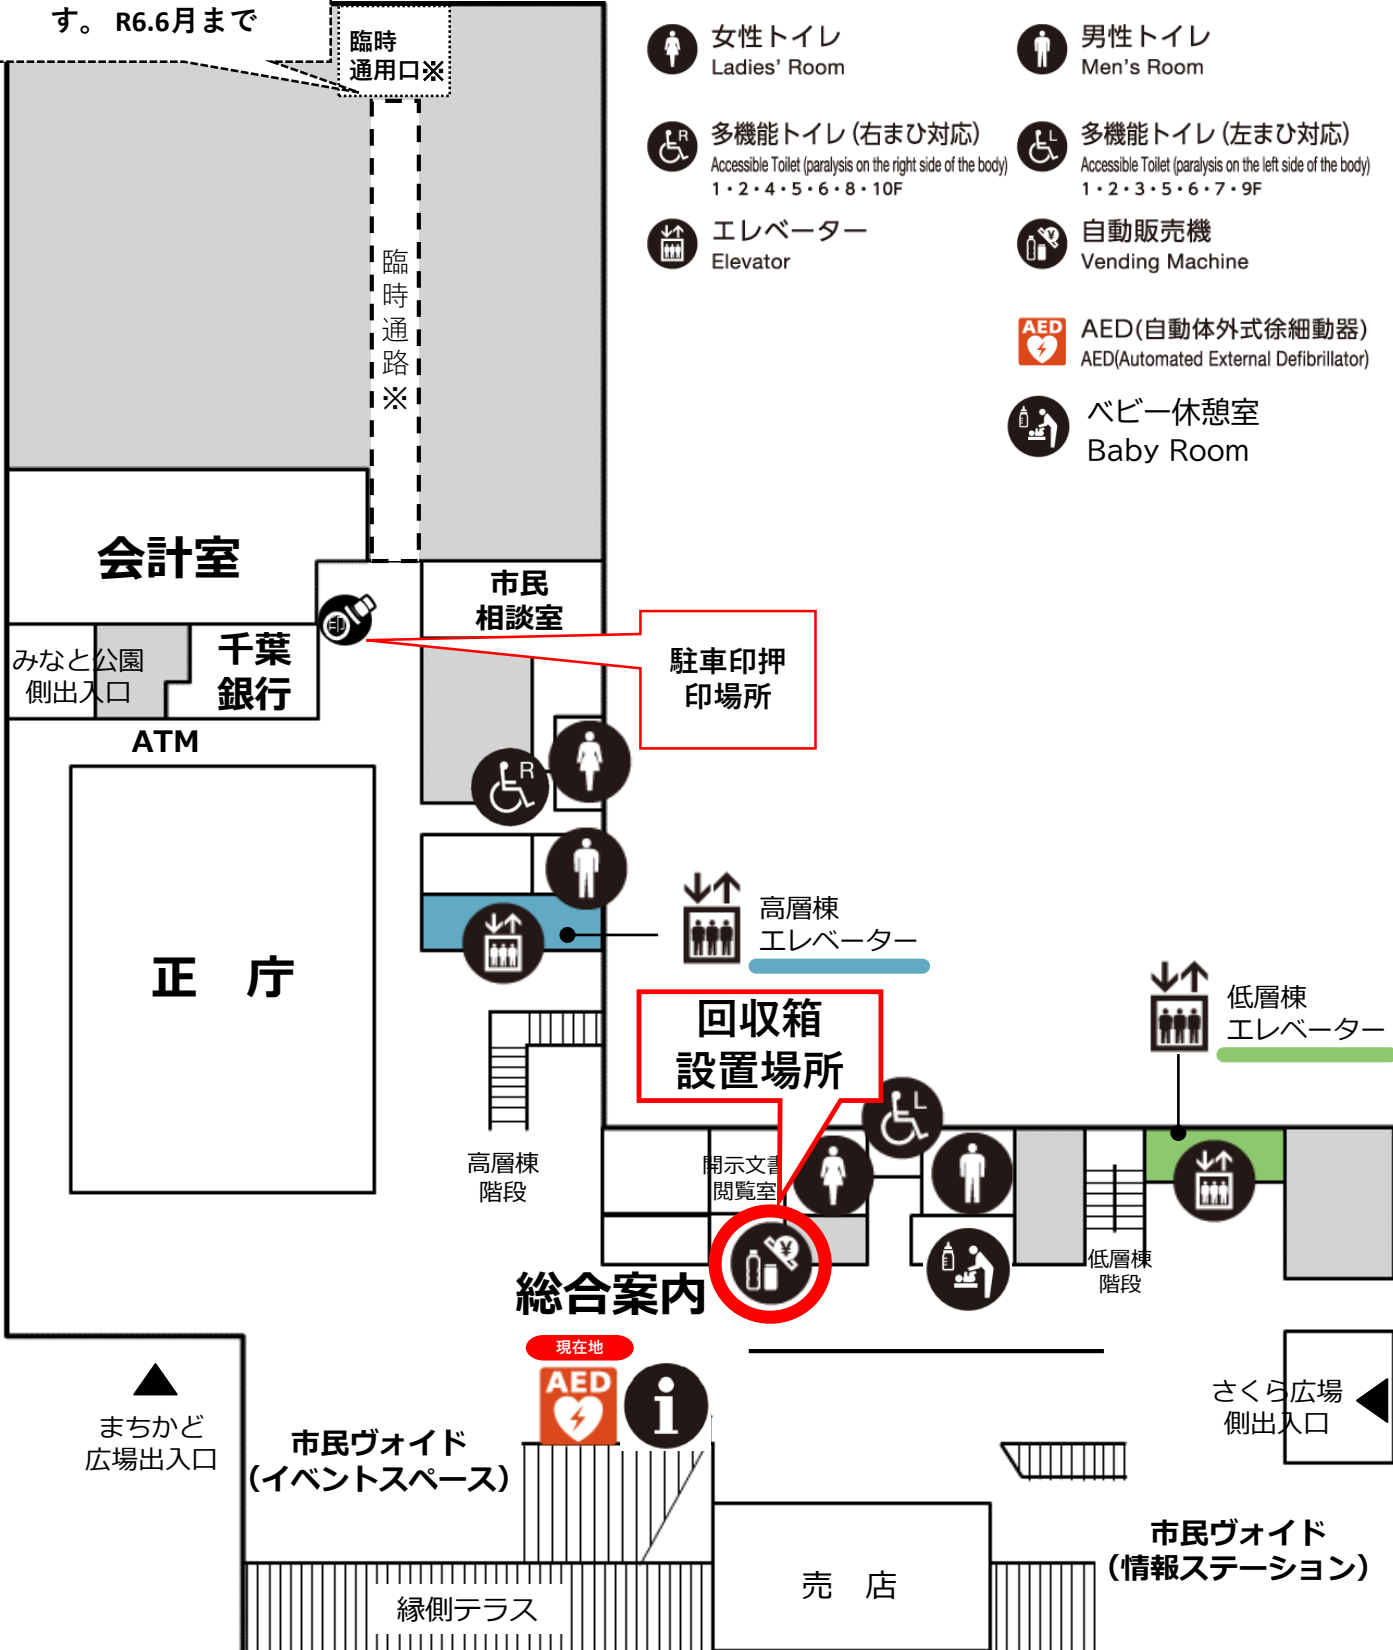 す。 R6.6月まで
臨時
通用口※
女性トイレ
Ladies' Room
男性トイレ
Men's Room
R
多機能トイレ(右まひ対応)
Accessible Toilet (paralysis on the right side of the body)
1・2・4・5・6・8・10F
L
多機能トイレ(左まひ対応)
Accessible Toilet (paralysis on the left side of the body)
1・2・3・5・6・7・9F
エレベーター
Elevator
¥
自動販売機
Vending Machine
AED
AED(自動体外式徐細動器)
AED(Automated External Defibrillator)
ベビー休憩室
Baby Room
臨時通路※
会計室
市民
相談室
印
駐車印押
印場所
みなと公園
側出入口
千葉
銀行
ATM
R
正 庁
高層棟
エレベーター
低層棟
エレベーター
回収箱
設置場所
L
高層棟
階段
開示文書
閲覧室
¥
低層棟
階段
総合案内
現在地
AED
i
まちかど
広場出入口
さくら広場
側出入口
市民ヴォイド
(イベントスペース)
市民ヴォイド
(情報ステーション)
売 店
縁側テラス